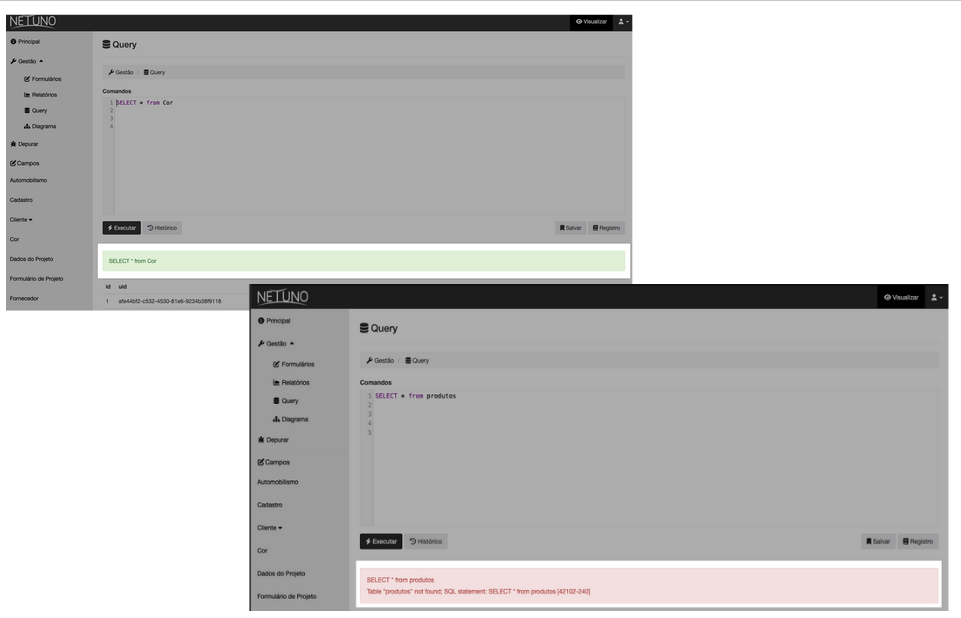 NETUNO
Visualizar
Principal
Gestão
Formulários
Relatórios
Query
Diagrama
Depurar
Campos
Automobilismo
Cadastro
Cliente
Cor
Dados do Projeto
Formulário de Projeto
Fornecedor
Query
Gestão / Query
Comandos
1 SELECT * from Cor
2
3
4
Executar Histórico
Salvar Registro
SELECT * from Cor
id uid
1 afe44bf2-c532-4530-81e6-9234b38f9118
NETUNO
Visualizar
Principal
Gestão
Formulários
Relatórios
Query
Diagrama
Depurar
Campos
Automobilismo
Cadastro
Cliente
Cor
Dados do Projeto
Formulário de Projeto
Query
Gestão / Query
Comandos
1 SELECT * from produtos
2
3
4
5
Executar Histórico
Salvar Registro
SELECT * from produtos
Table "produtos" not found; SQL statement: SELECT * from produtos [42102-240]